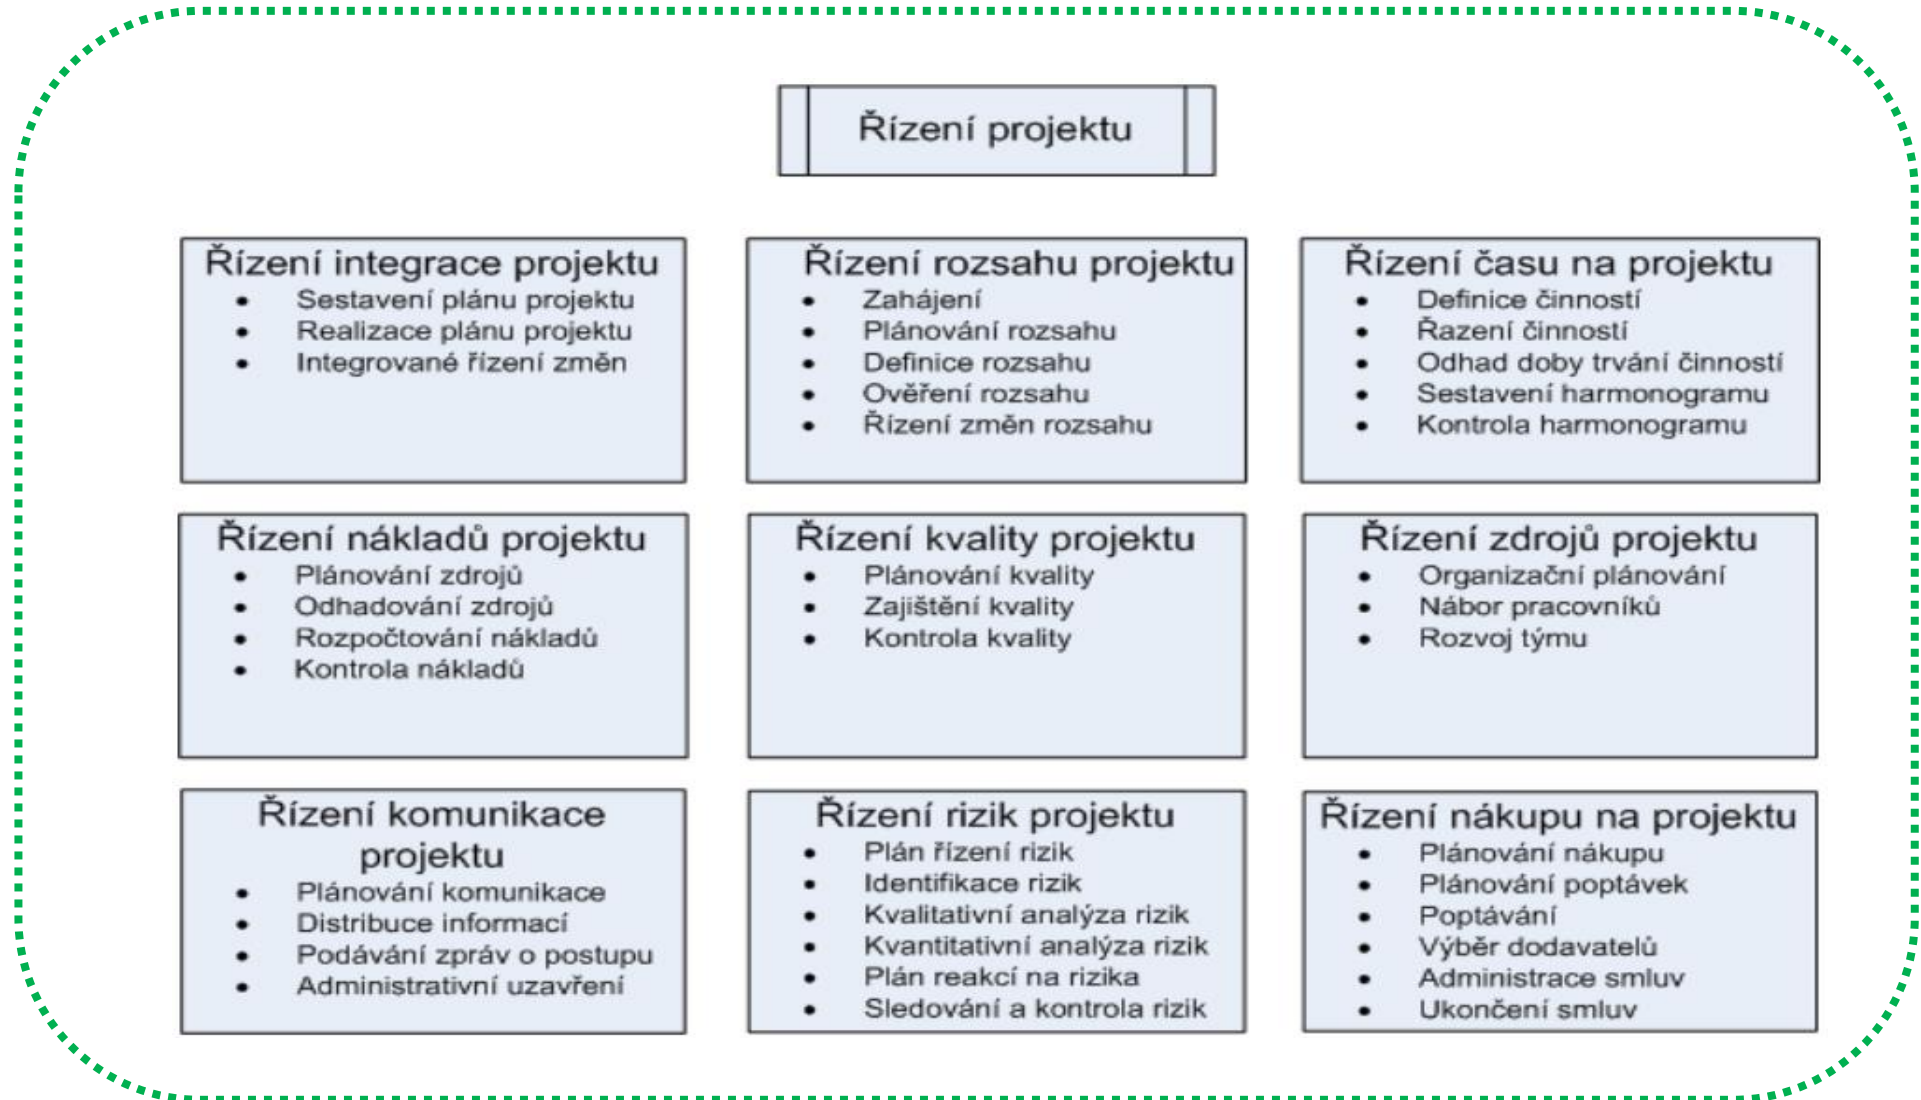 Řízení projektu
Řízení integrace projektu
• Sestavení plánu projektu
• Realizace plánu projektu
• Integrované řízení změn
Řízení rozsahu projektu
• Zahájení
• Plánování rozsahu
• Definice rozsahu
• Ověření rozsahu
• Řízení změn rozsahu
Řízení času na projektu
• Definice činností
• Řazení činností
• Odhad doby trvání činností
• Sestavení harmonogramu
• Kontrola harmonogramu
Řízení nákladů projektu
• Plánování zdrojů
• Odhadování zdrojů
• Rozpočtování nákladů
• Kontrola nákladů
Řízení kvality projektu
• Plánování kvality
• Zajištění kvality
• Kontrola kvality
Řízení zdrojů projektu
• Organizační plánování
• Nábor pracovníků
• Rozvoj týmu
Řízení komunikace
projektu
• Plánování komunikace
• Distribuce informací
• Podávání zpráv o postupu
• Administrativní uzavření
Řízení rizik projektu
• Plán řízení rizik
• Identifikace rizik
• Kvalitativní analýza rizik
• Kvantitativní analýza rizik
• Plán reakcí na rizika
• Sledování a kontrola rizik
Řízení nákupu na projektu
• Plánování nákupu
• Plánování poptávek
• Poptávání
• Výběr dodavatelů
• Administrace smluv
• Ukončení smluv